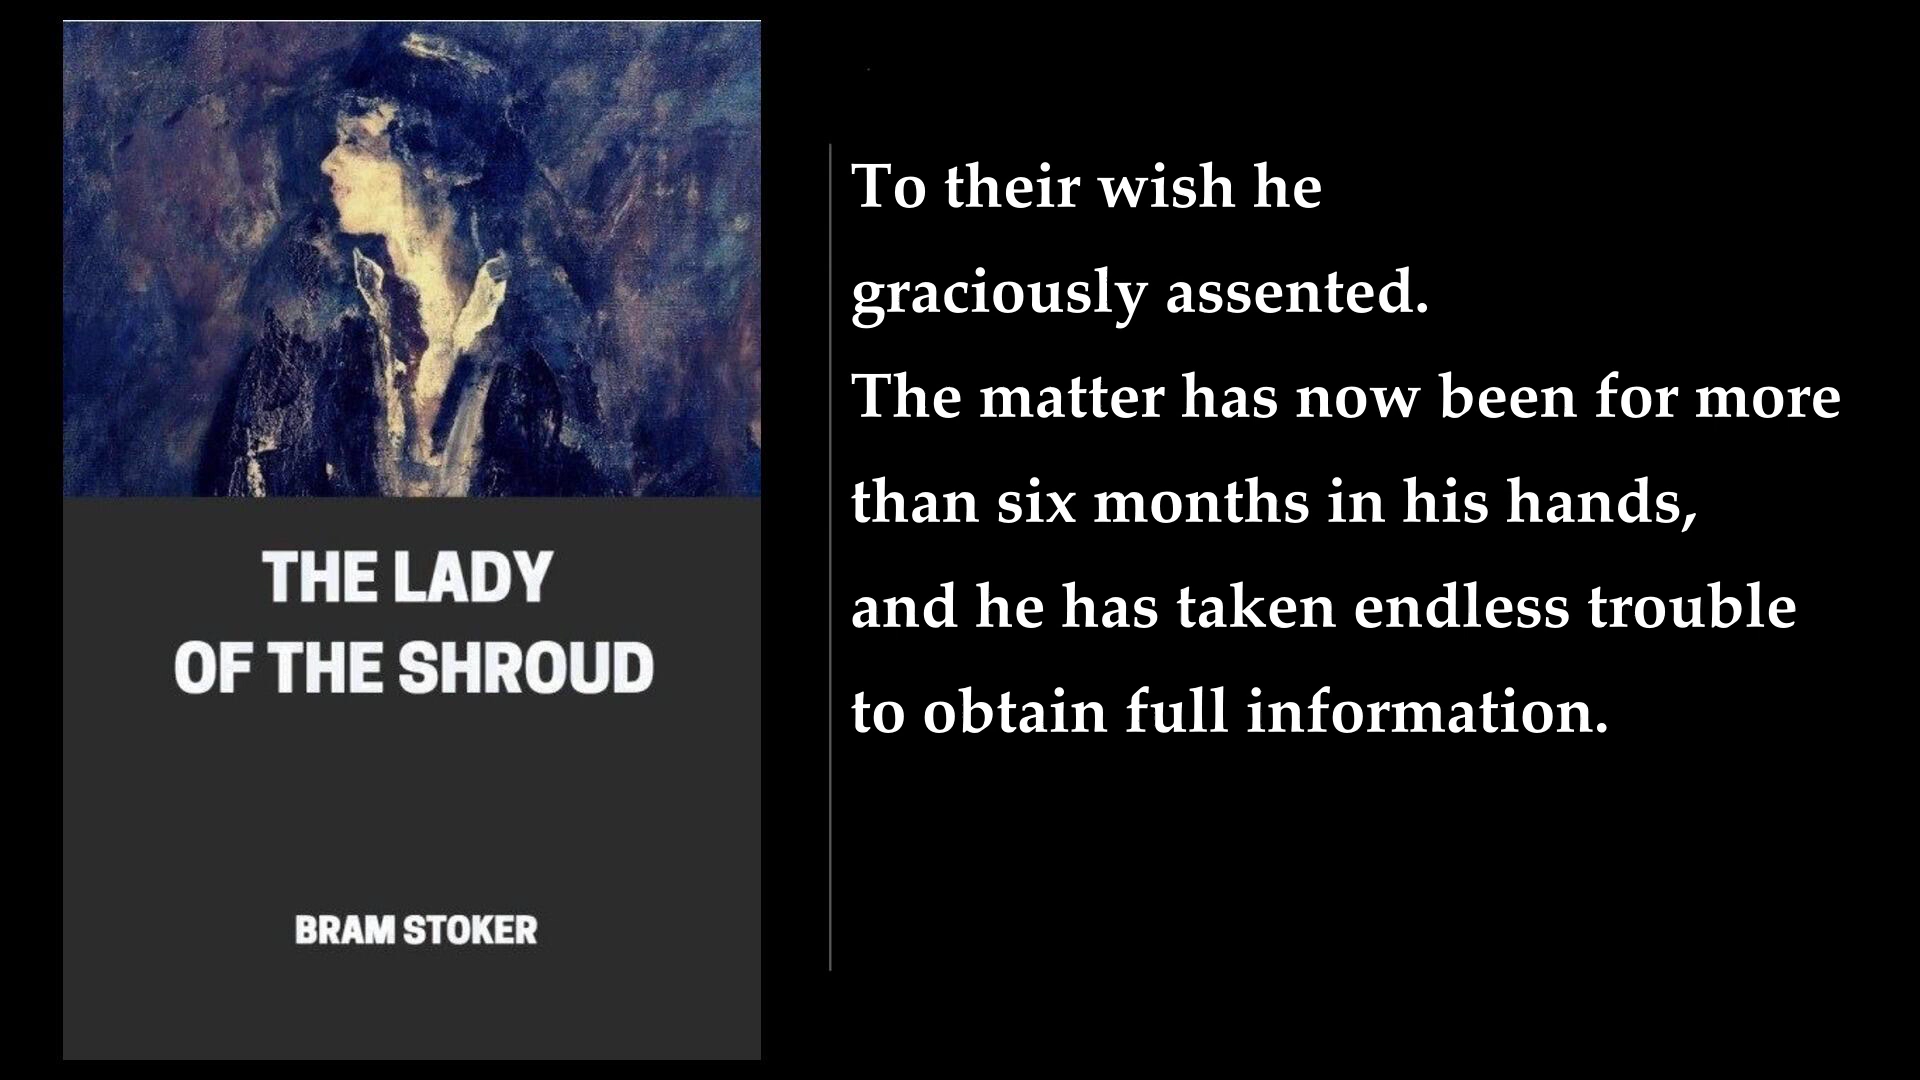 THE LADY
OF THE SHROUD
BRAM STOKER
To their wish he
graciously assented.
The matter has now been for more
than six months in his hands,
and he has taken endless trouble
to obtain full information.